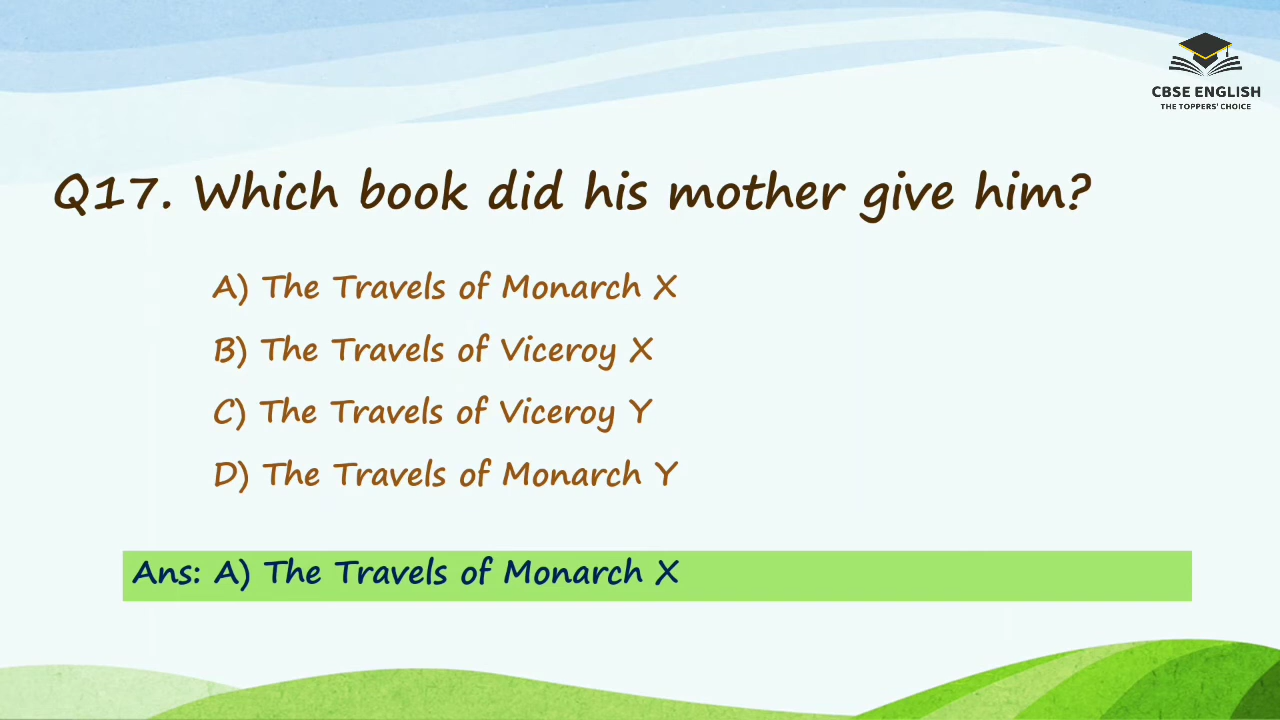 CBSE ENGLISH
THE TOPPERS' CHOICE
Q17. Which book did his mother give him?
A) The Travels of Monarch X
B) The Travels of Viceroy X
C) The Travels of Viceroy Y
D) The Travels of Monarch Y
Ans: A) The Travels of Monarch X